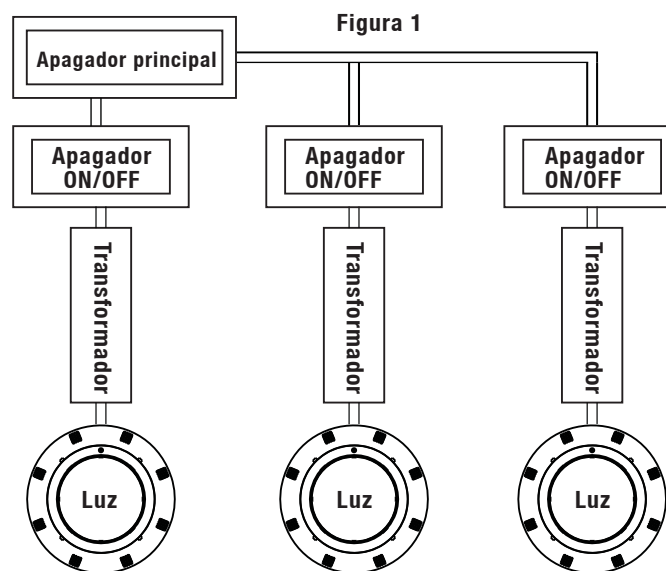 Figura 1
Apagador principal
Apagador
ON/OFF
Apagador
ON/OFF
Apagador
ON/OFF
Transformador
Transformador
Transformador
Luz
Luz
Luz